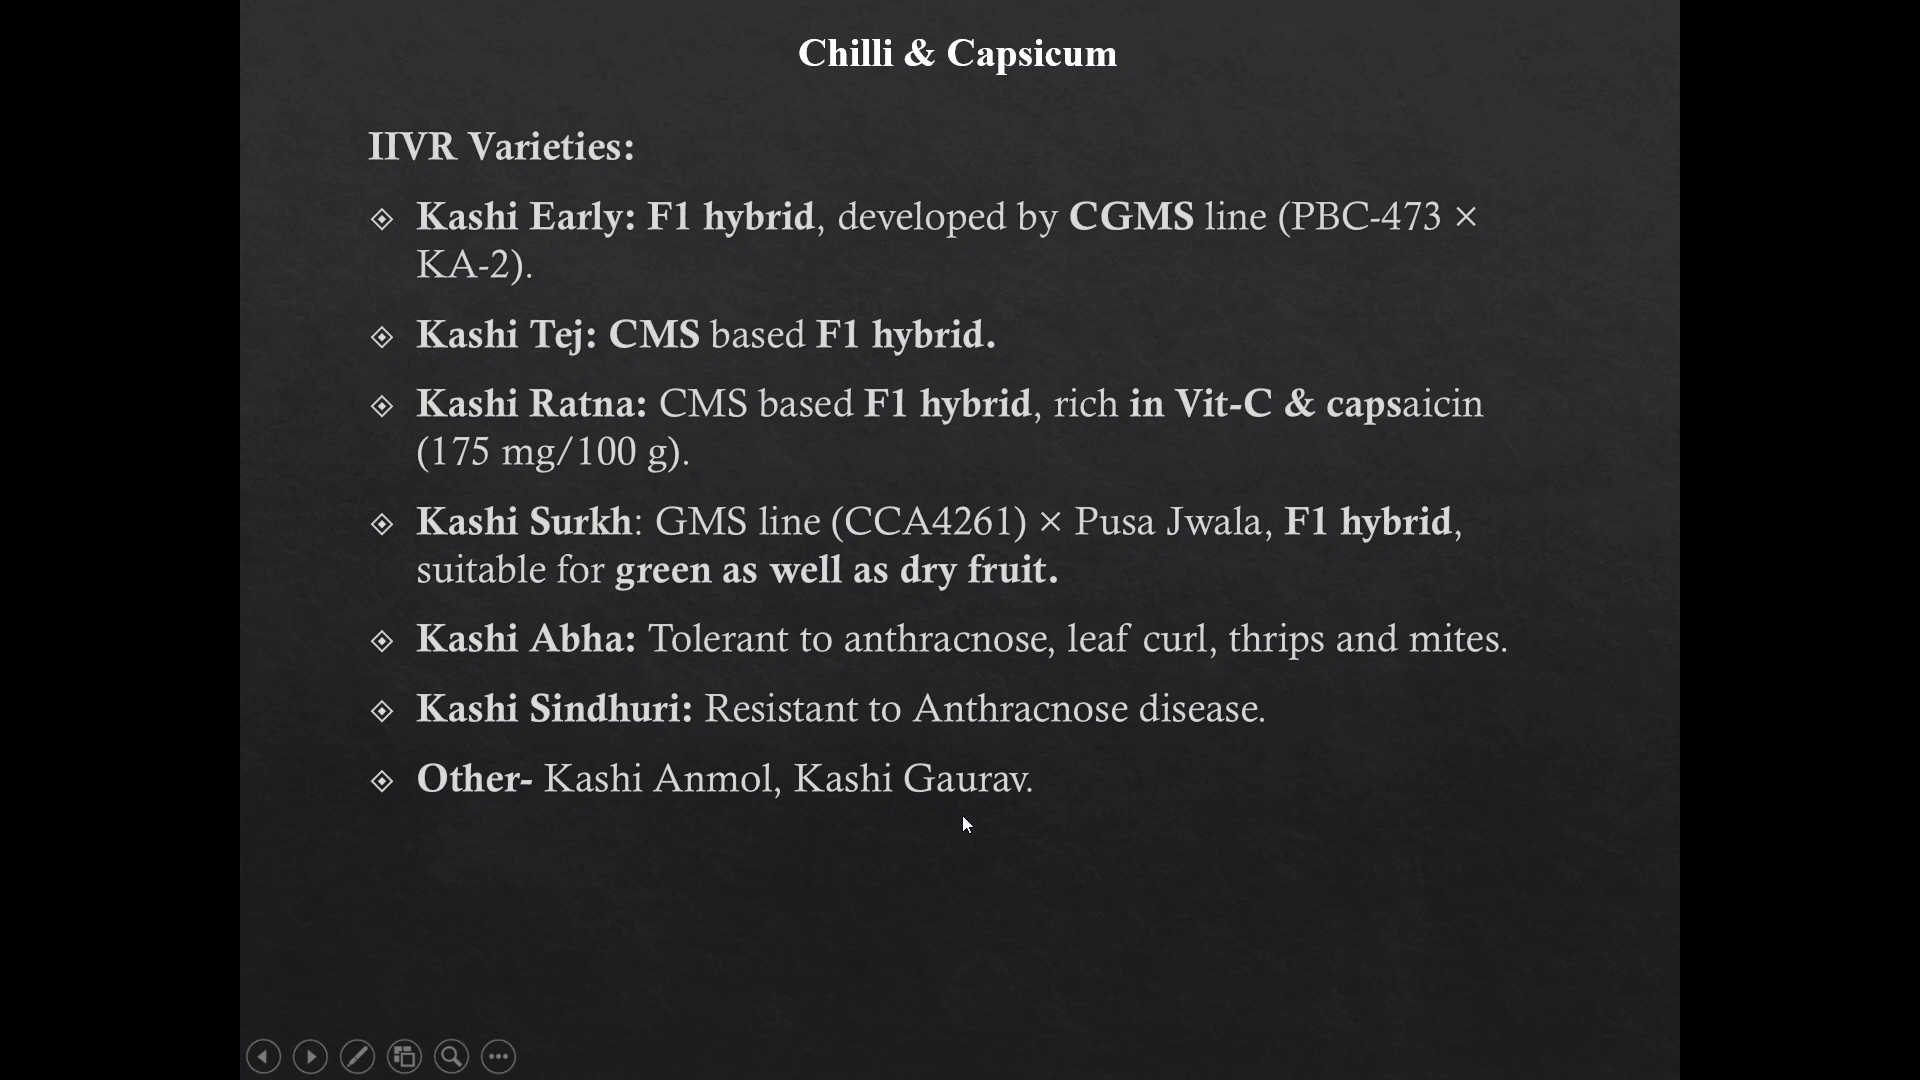 Chilli & Capsicum
IIVR Varieties:
Kashi Early: F1 hybrid, developed by CGMS line (PBC-473 ×
KA-2).
Kashi Tej: CMS based F1 hybrid.
Kashi Ratna: CMS based F1 hybrid, rich in Vit-C & capsaicin
(175 mg/100 g).
Kashi Surkh: GMS line (CCA4261) × Pusa Jwala, F1 hybrid,
suitable for green as well as dry fruit.
Kashi Abha: Tolerant to anthracnose, leaf curl, thrips and mites.
Kashi Sindhuri: Resistant to Anthracnose disease.
Other- Kashi Anmol, Kashi Gaurav.